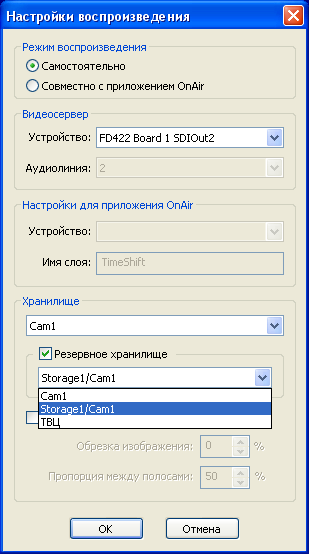 Настройки воспроизведения
Режим воспроизведения
Самостоятельно
Совместно с приложением OnAir
Видеосервер
Устройство: FD422 Board 1 SDIOut2
Аудиолиния: 2
Настройки для приложения OnAir
Устройство:
Имя слоя: TimeShift
Хранилище
Cam1
Резервное хранилище
Storage1/Cam1
Cam1
Storage1/Cam1
ТВЦ
Обрезка изображения: 0 %
Пропорция между полосами: 50 %
OK Отмена